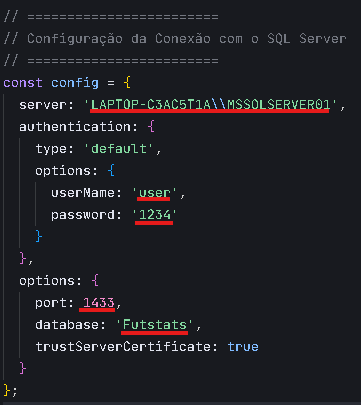 // ========================
// Configuração da Conexão com o SQL Server
// ========================
const config = {
server: 'LAPTOP-C3AC5T1A\\MSSQLSERVER01',
authentication: {
type: 'default',
options: {
userName: 'user',
password: '1234'
}
},
options: {
port: 1433,
database: 'Futstats',
trustServerCertificate: true
}
};